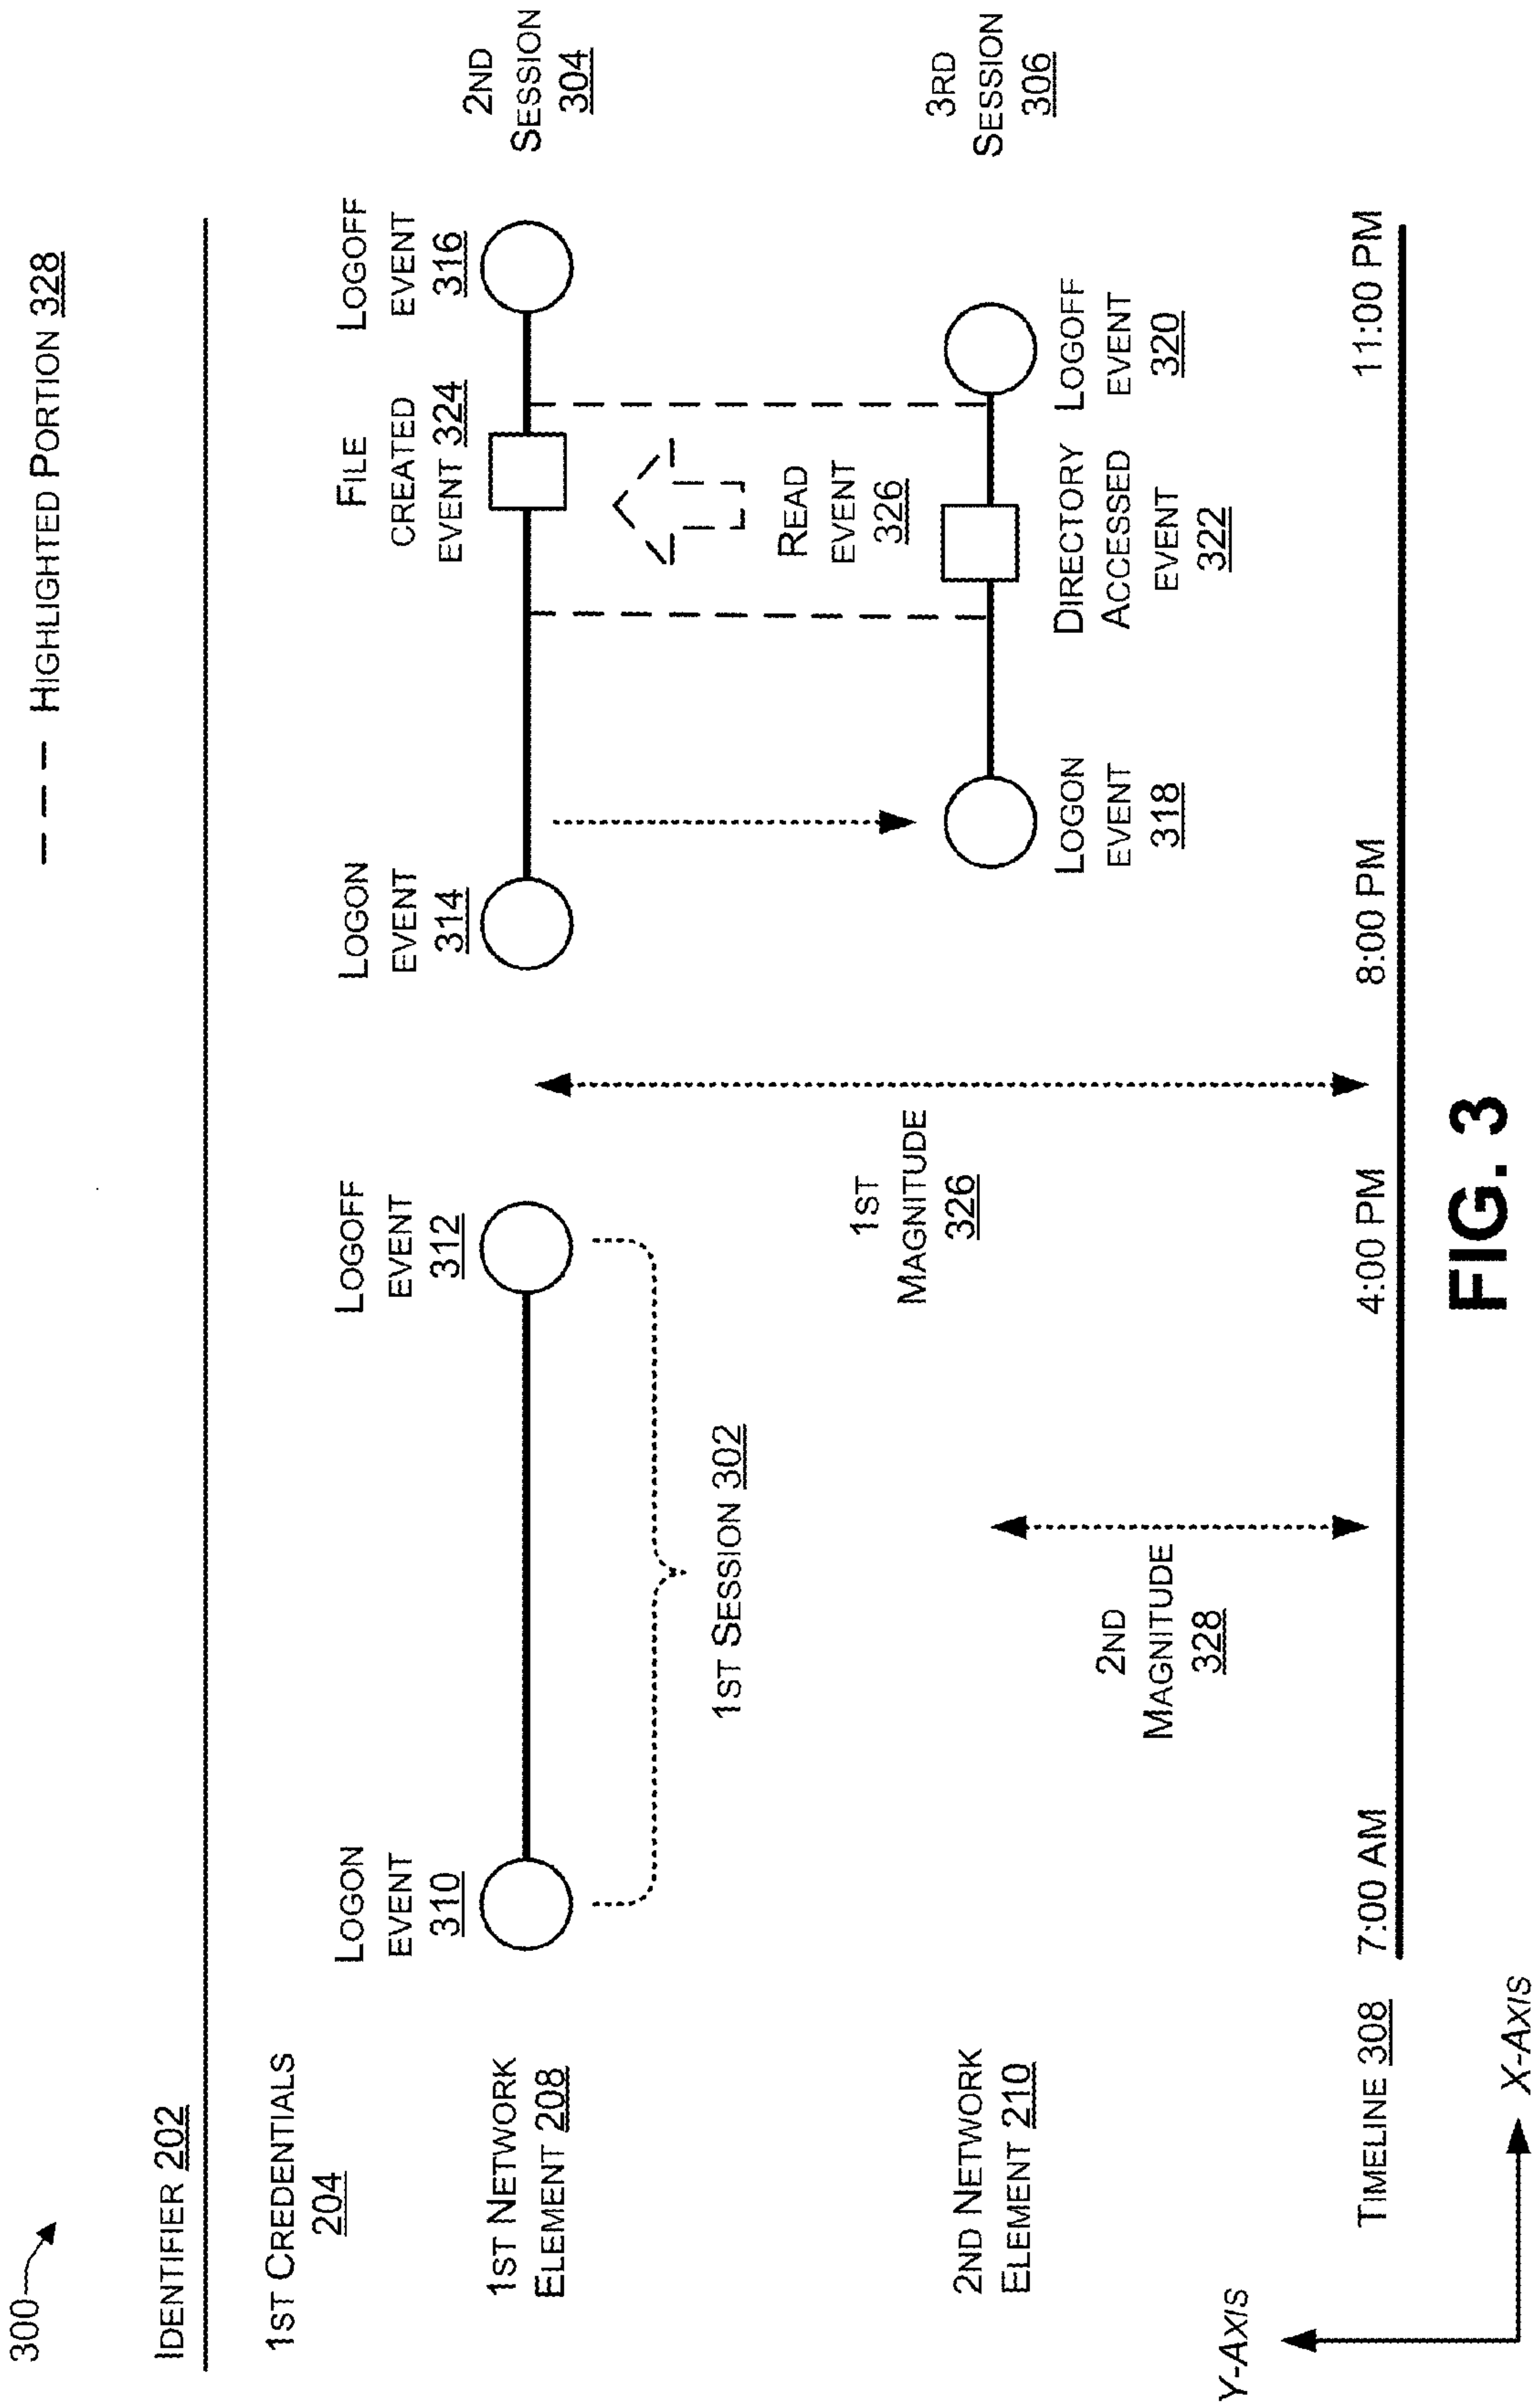 300
HIGHLIGHTED PORTION 328
IDENTIFIER 202
1ST CREDENTIALS
204
LOGON
EVENT
310
LOGOFF
EVENT
312
LOGON
EVENT
314
FILE
CREATED
EVENT 324
LOGOFF
EVENT
316
1ST NETWORK
ELEMENT 208
2ND
SESSION
304
1ST SESSION 302
READ
EVENT
326
1ST
MAGNITUDE
326
2ND NETWORK
ELEMENT 210
3RD
SESSION
306
LOGON
EVENT
318
DIRECTORY
ACCESSED
EVENT
322
LOGOFF
EVENT
320
2ND
MAGNITUDE
328
TIMELINE 308
7:00 AM
4:00 PM
8:00 PM
11:00 PM
Y-AXIS
X-AXIS
FIG. 3